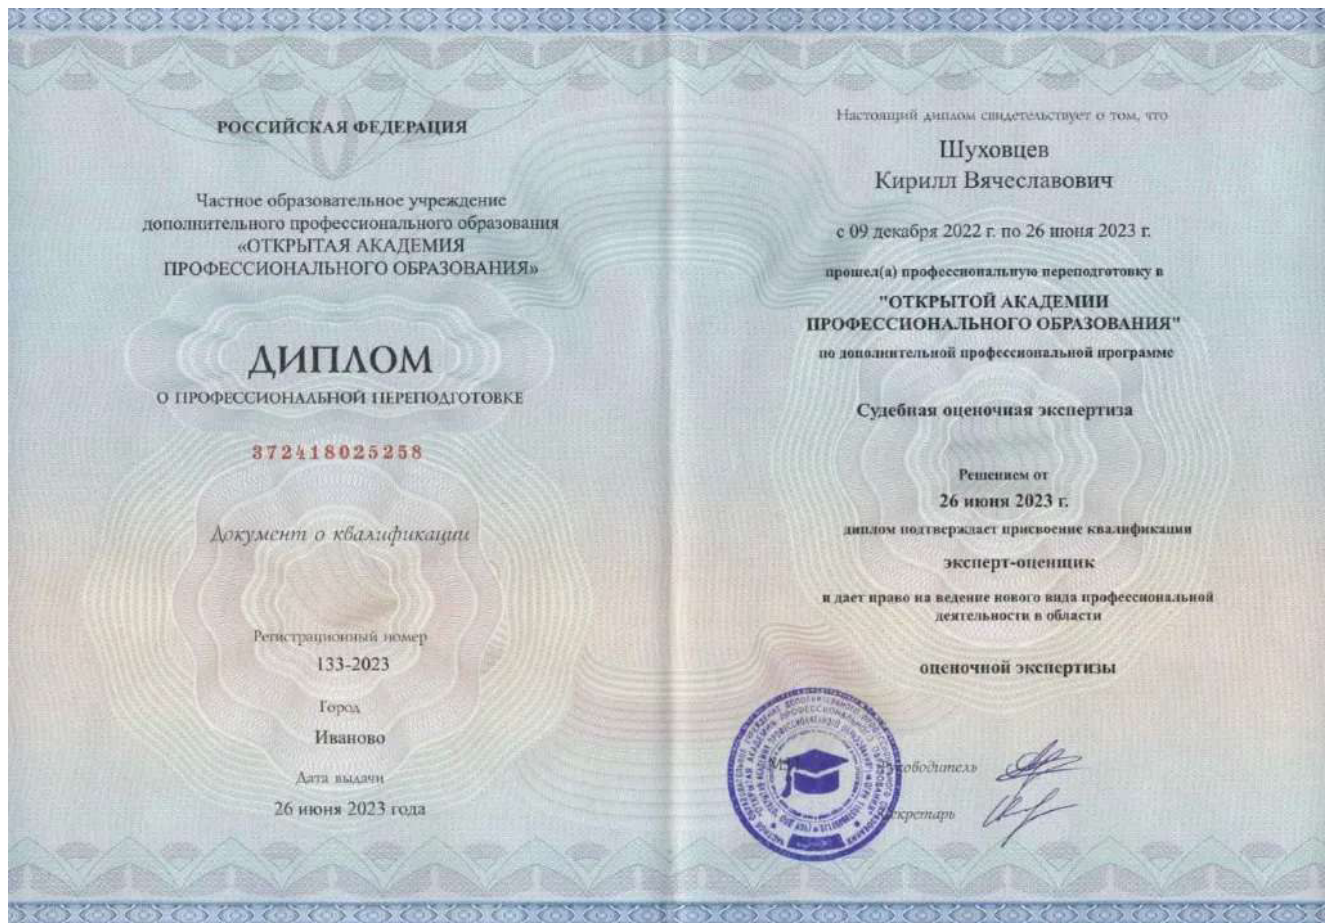 РОССИЙСКАЯ ФЕДЕРАЦИЯ
Частное образовательное учреждение
дополнительного профессионального образования
«ОТКРЫТАЯ АКАДЕМИЯ
ПРОФЕССИОНАЛЬНОГО ОБРАЗОВАНИЯ»
ДИПЛОМ
О ПРОФЕССИОНАЛЬНОЙ ПЕРЕПОДГОТОВКЕ
372418025258
Документ о квалификации
Регистрационный номер
133-2023
Город
Иваново
Дата выдачи
26 июня 2023 года
Настоящий диплом свидетельствует о том, что
Шуховцев
Кирилл Вячеславович
с 09 декабря 2022 г. по 26 июня 2023 г.
прошел(а) профессиональную переподготовку в
"ОТКРЫТОЙ АКАДЕМИИ
ПРОФЕССИОНАЛЬНОГО ОБРАЗОВАНИЯ"
по дополнительной профессиональной программе
Судебная оценочная экспертиза
Решением от
26 июня 2023 г.
диплом подтверждает присвоение квалификации
эксперт-оценщик
и дает право на ведение нового вида профессиональной
деятельности в области
оценочной экспертизы
Руководитель
Секретарь